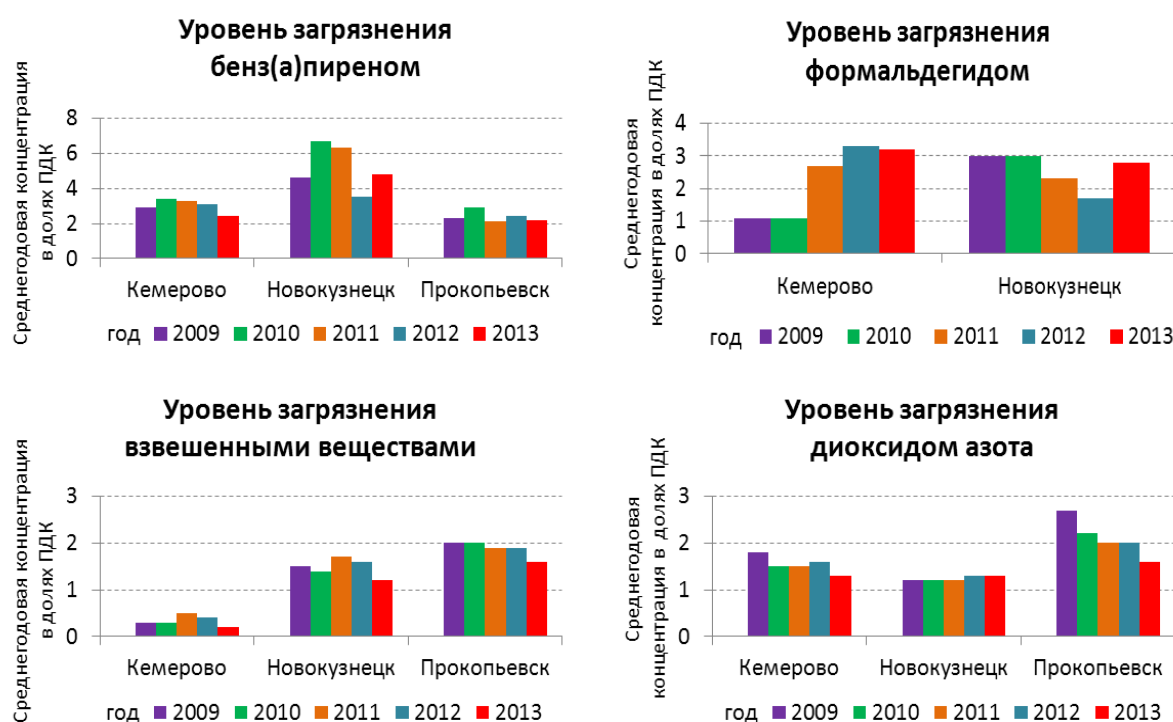 Уровень загрязнения
бенз(а)пиреном
Среднегодовая концентрация
в долях ПДК
8
6
4
2
0
Кемерово Новокузнецк Прокопьевск
год 2009 2010 2011 2012 2013
Уровень загрязнения
формальдегидом
Среднегодовая
концентрация в долях ПДК
4
3
2
1
0
Кемерово Новокузнецк
год 2009 2010 2011 2012 2013
Уровень загрязнения
взвешенными веществами
Среднегодовая концентрация
в долях ПДК
3
2
1
0
Кемерово Новокузнецк Прокопьевск
год 2009 2010 2011 2012 2013
Уровень загрязнения
диоксидом азота
Среднегодовая
концентрация в долях ПДК
3
2
1
0
Кемерово Новокузнецк Прокопьевск
год 2009 2010 2011 2012 2013